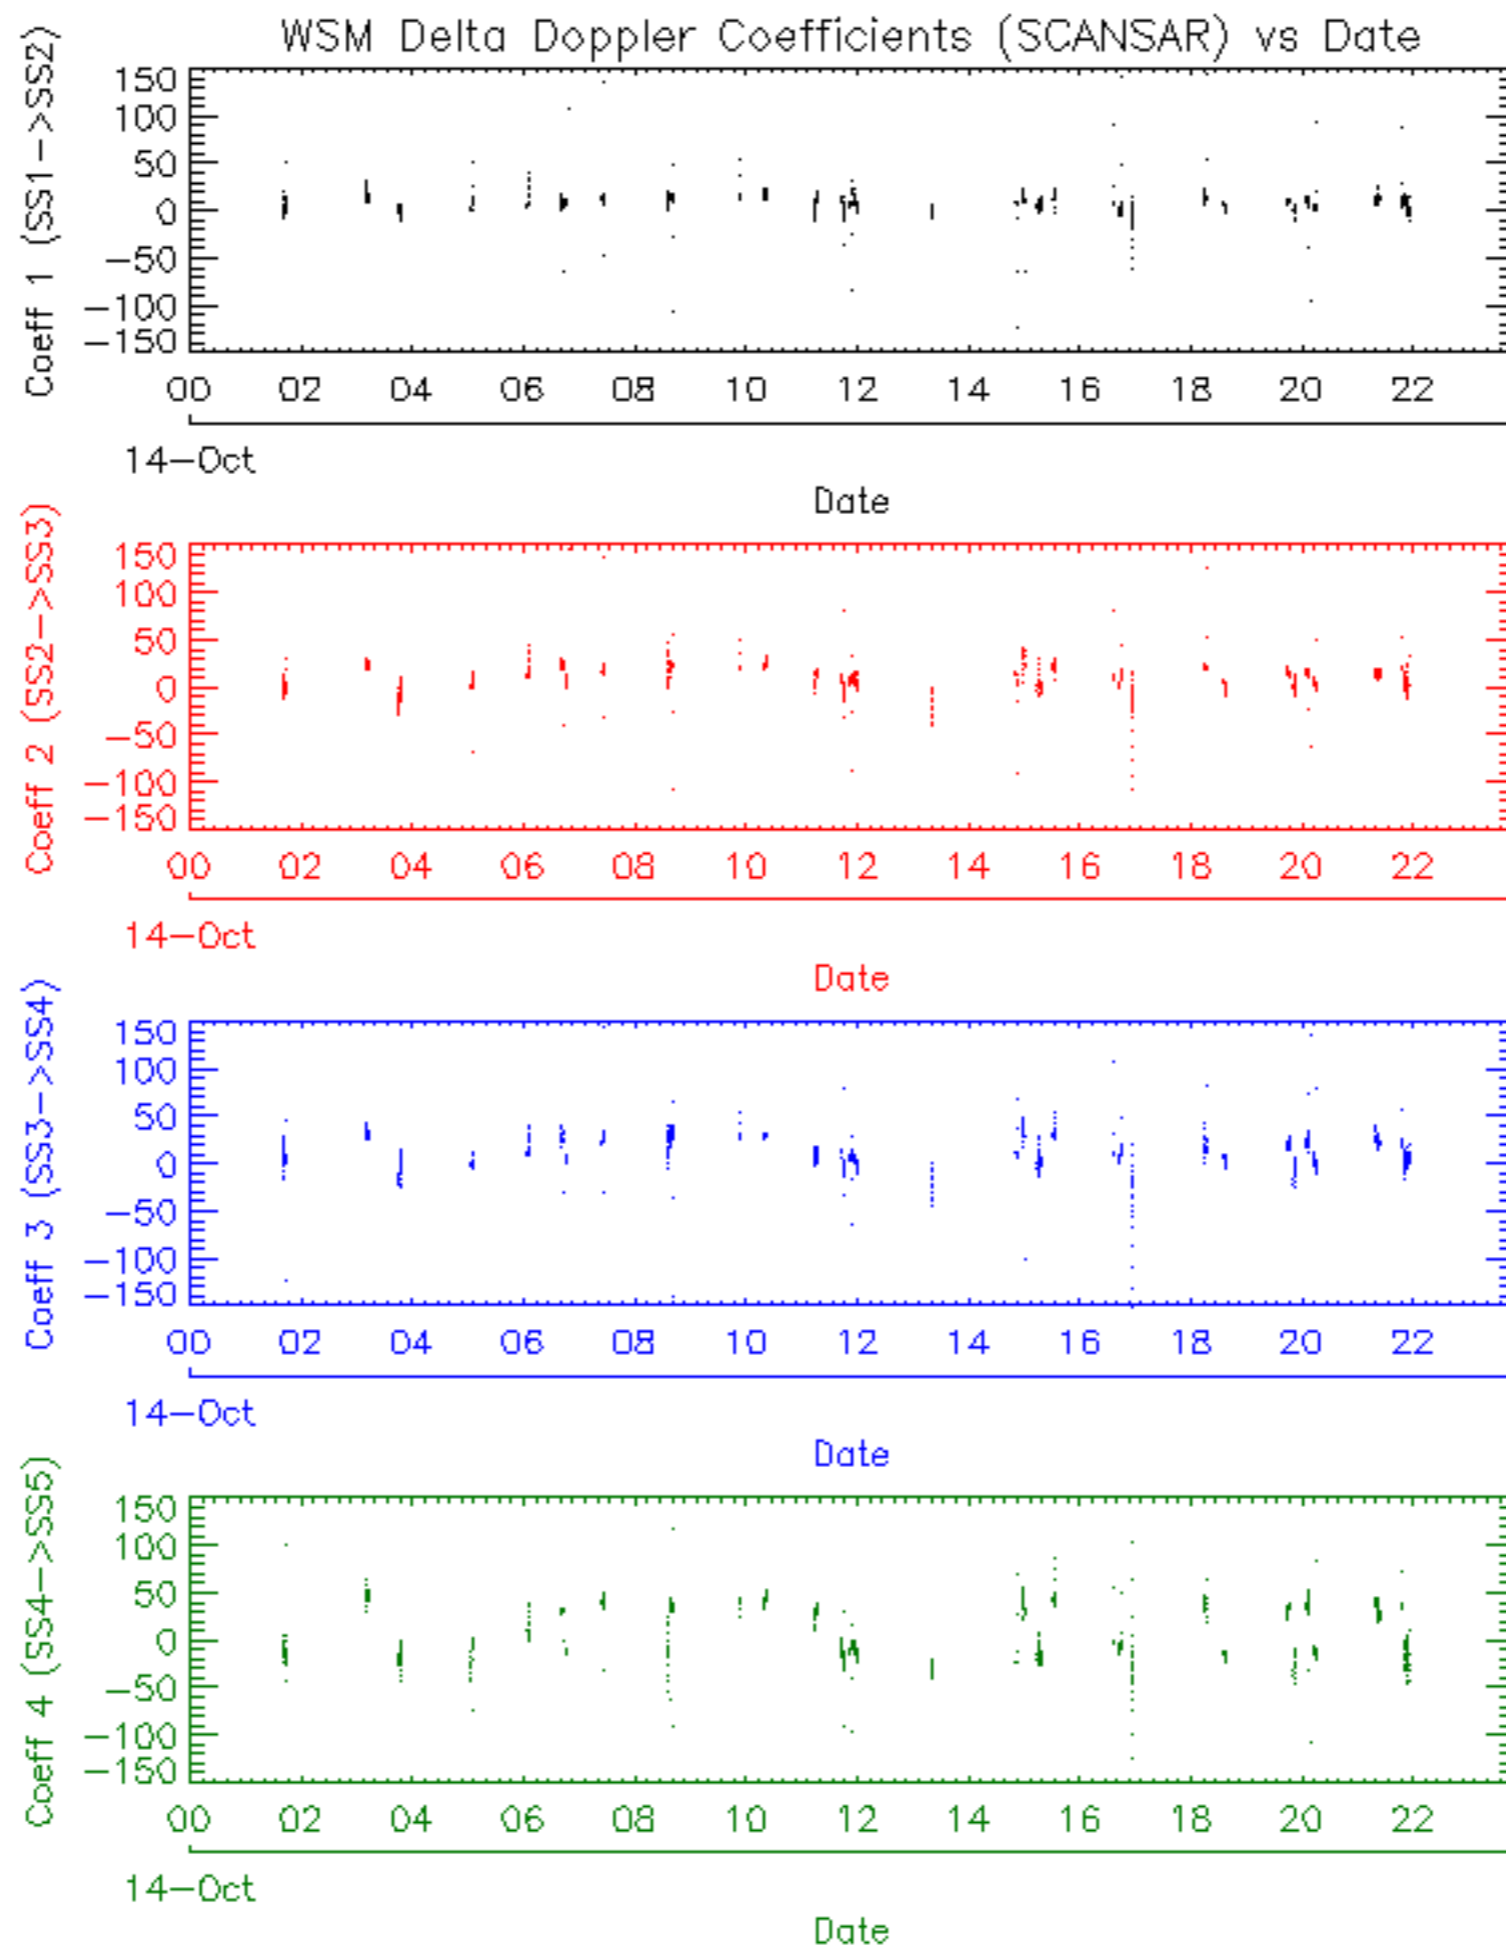 WSM Delta Doppler Coefficients (SCANSAR) vs Date
Coeff 1 (SS1->SS2)
150
100
50
0
-50
-100
-150
00 02 04 06 08 10 12 14 16 18 20 22
14-Oct
Date
Coeff 2 (SS2->SS3)
150
100
50
0
-50
-100
-150
00 02 04 06 08 10 12 14 16 18 20 22
14-Oct
Date
Coeff 3 (SS3->SS4)
150
100
50
0
-50
-100
-150
00 02 04 06 08 10 12 14 16 18 20 22
14-Oct
Date
Coeff 4 (SS4->SS5)
150
100
50
0
-50
-100
-150
00 02 04 06 08 10 12 14 16 18 20 22
14-Oct
Date